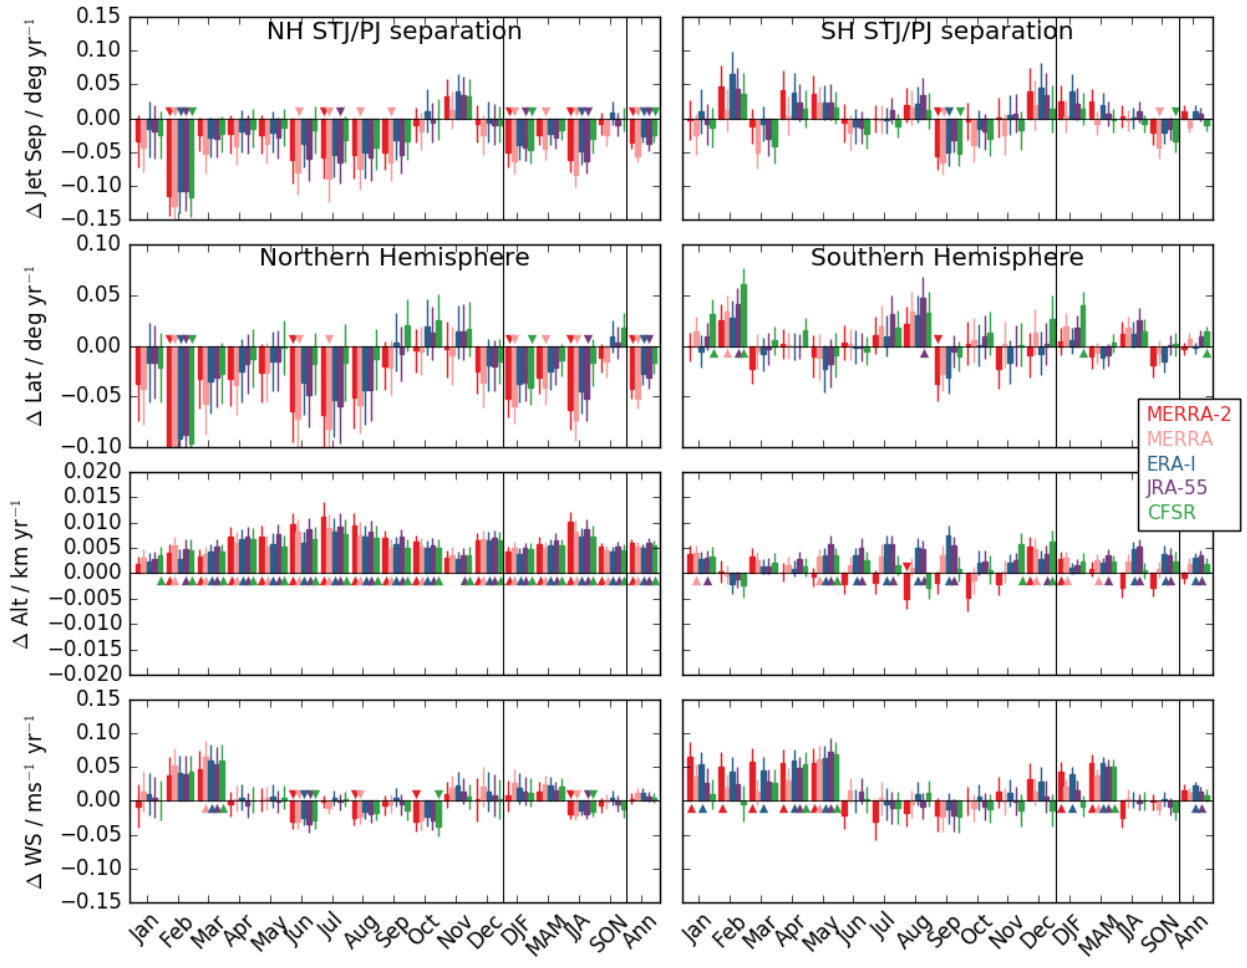 NH STJ/PJ separation
SH STJ/PJ separation
Δ Jet Sep / deg yr⁻¹
0.15
0.10
0.05
0.00
−0.05
−0.10
−0.15
Northern Hemisphere
Southern Hemisphere
Δ Lat / deg yr⁻¹
0.10
0.05
0.00
−0.05
−0.10
MERRA-2
MERRA
ERA-I
JRA-55
CFSR
Δ Alt / km yr⁻¹
0.020
0.015
0.010
0.005
0.000
−0.005
−0.010
−0.015
−0.020
Δ WS / ms⁻¹ yr⁻¹
0.15
0.10
0.05
0.00
−0.05
−0.10
−0.15
Jan Feb Mar Apr May Jun Jul Aug Sep Oct Nov Dec DJF MAM JJA SON Ann
Jan Feb Mar Apr May Jun Jul Aug Sep Oct Nov Dec DJF MAM JJA SON Ann